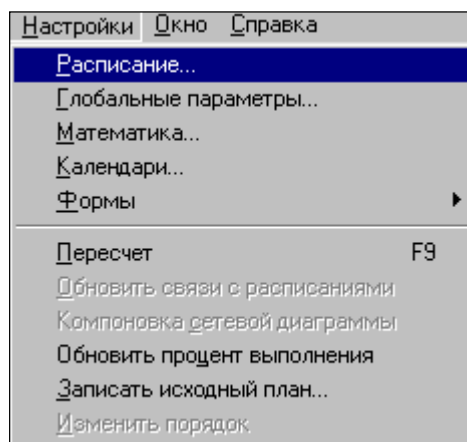 Настройки Окно Справка
Расписание...
Глобальные параметры...
Математика...
Календари...
Формы
Пересчет F9
Обновить связи с расписаниями
Компоновка сетевой диаграммы
Обновить процент выполнения
Записать исходный план...
Изменить порядок